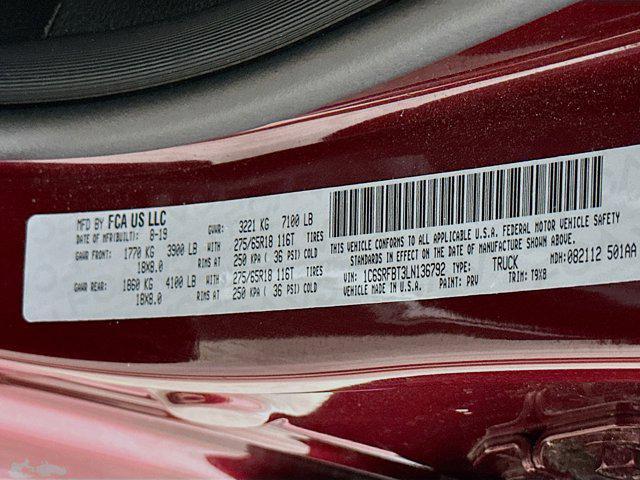 MFD BY FCA US LLC
DATE OF MFR(BUILT): 8-19 GVWR: 3221 KG 7100 LB
GAWR FRONT: 1770 KG 3900 LB WITH 275/65R18 116T TIRES
18X8.0 250 KPA ( 36 PSI) COLD
GAWR REAR: 1860 KG 4100 LB WITH 275/65R18 116T TIRES
18X8.0 250 KPA ( 36 PSI) COLD
THIS VEHICLE CONFORMS TO ALL APPLICABLE U.S.A. FEDERAL MOTOR VEHICLE SAFETY
STANDARDS IN EFFECT ON THE DATE OF MANUFACTURE SHOWN ABOVE.
VIN: 1C6SRFBT3LN136792 TYPE: TRUCK MDH:082112 501AA
VEHICLE MADE IN U.S.A. PAINT: PRV TRIM: T9X8